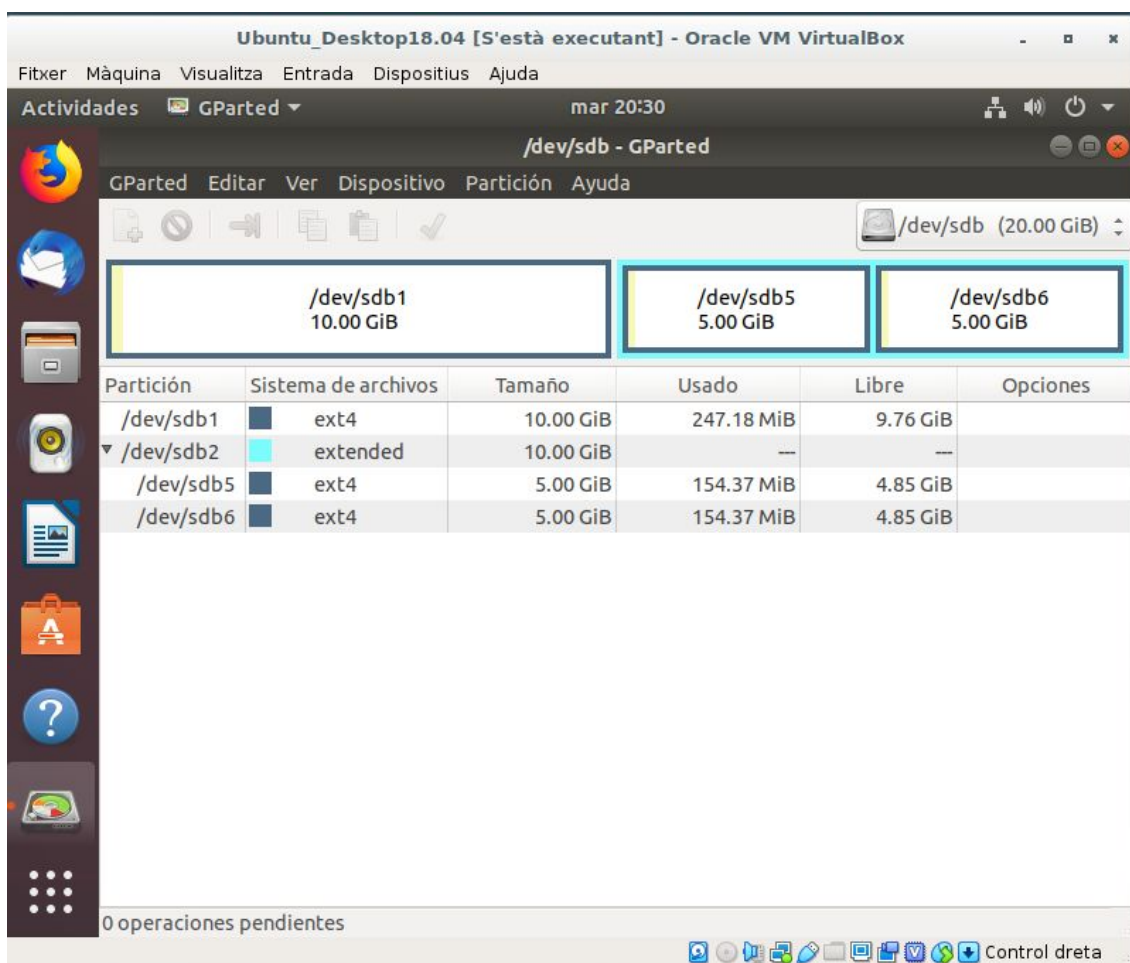 Ubuntu_Desktop18.04 [S'està executant] - Oracle VM VirtualBox
Fitxer Màquina Visualitza Entrada Dispositius Ajuda
Actividades GParted mar 20:30
/dev/sdb - GParted
GParted Editar Ver Dispositivo Partición Ayuda
/dev/sdb (20.00 GiB)
/dev/sdb1 /dev/sdb5 /dev/sdb6
10.00 GiB 5.00 GiB 5.00 GiB
Partición Sistema de archivos Tamaño Usado Libre Opciones
/dev/sdb1 ext4 10.00 GiB 247.18 MiB 9.76 GiB
/dev/sdb2 extended 10.00 GiB --- ---
/dev/sdb5 ext4 5.00 GiB 154.37 MiB 4.85 GiB
/dev/sdb6 ext4 5.00 GiB 154.37 MiB 4.85 GiB
0 operaciones pendientes
Control dreta